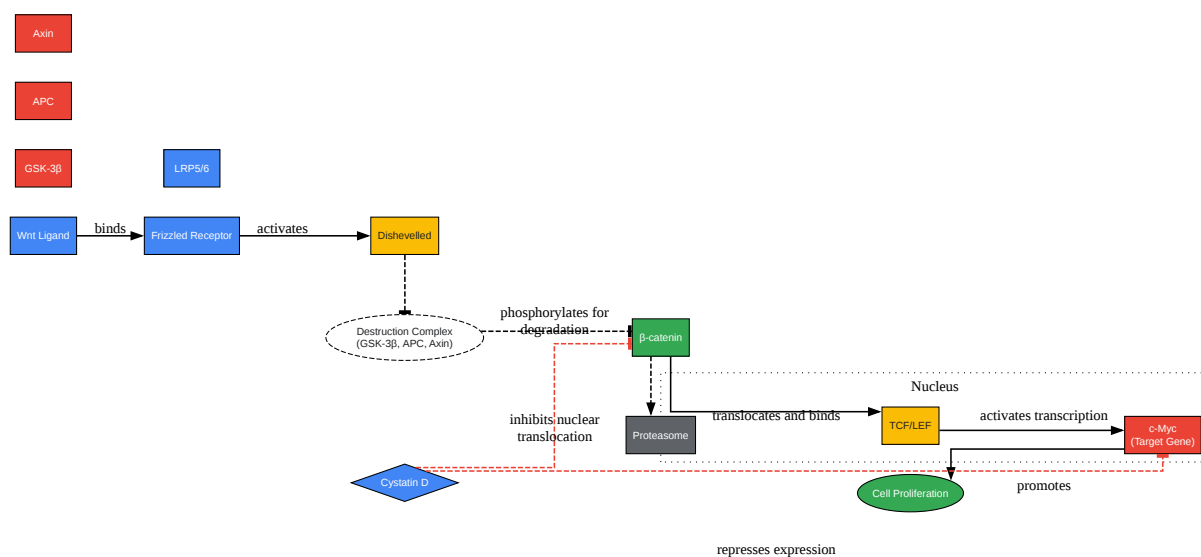 Axin
APC
GSK-3β
LRP5/6
Wnt Ligand
binds
Frizzled Receptor
activates
Dishevelled
Destruction Complex
(GSK-3β, APC, Axin)
phosphorylates for
degradation
β-catenin
Nucleus
inhibits nuclear
translocation
Proteasome
translocates and binds
TCF/LEF
activates transcription
c-Myc
(Target Gene)
Cystatin D
Cell Proliferation
promotes
represses expression